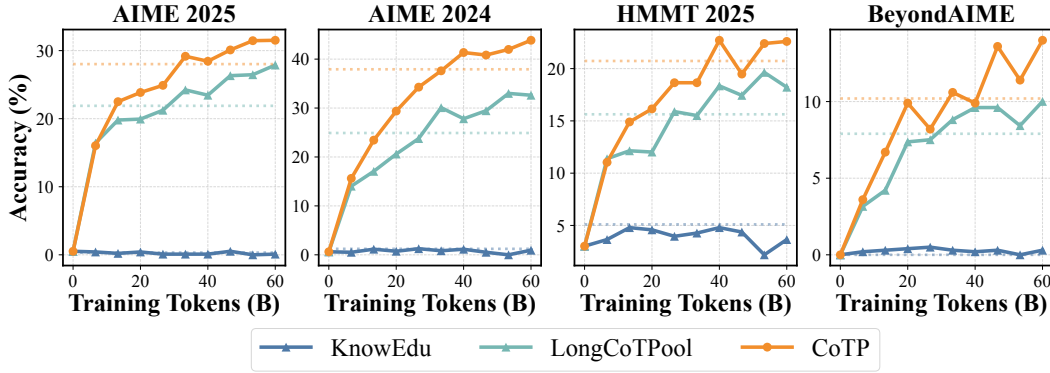 AIME 2025
AIME 2024
HMMT 2025
BeyondAIME
Accuracy (%)
30
20
10
0
40
30
20
10
0
20
15
10
5
10
5
0
0 20 40 60
0 20 40 60
0 20 40 60
0 20 40 60
Training Tokens (B)
Training Tokens (B)
Training Tokens (B)
Training Tokens (B)
KnowEdu
LongCoTPool
CoTP